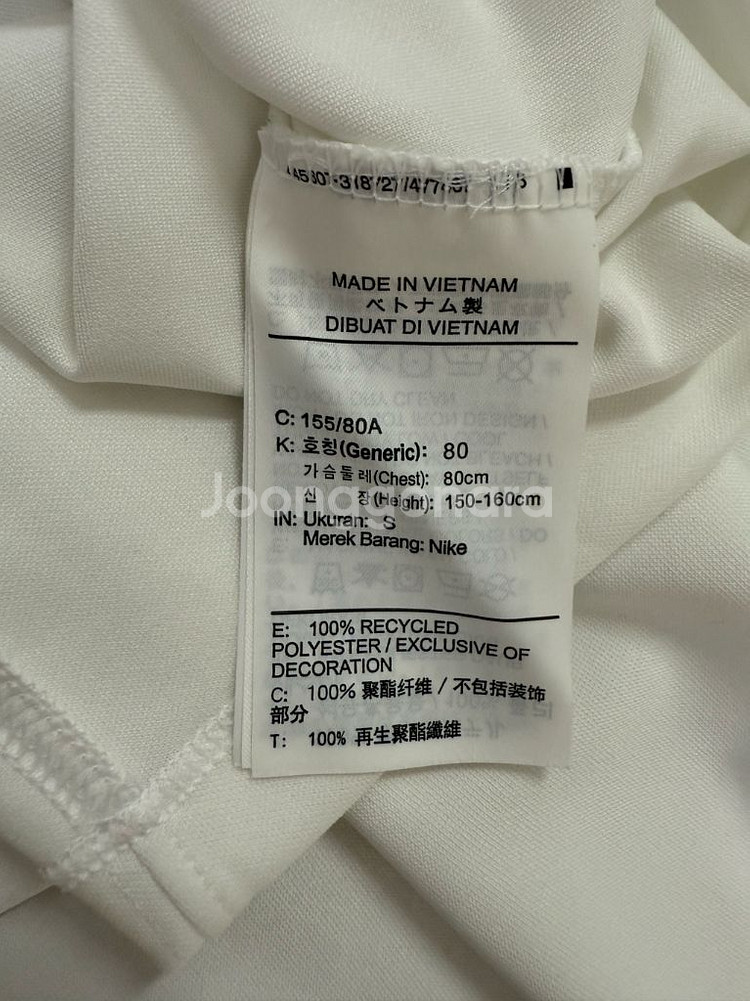 MADE IN VIETNAM
ベトナム製
DIBUAT DI VIETNAM
C: 155/80A
K: 호칭(Generic): 80
가슴둘레(Chest): 80cm
신 장(Height): 150-160cm
Joonggonara
IN: Ukuran: S
Merek Barang: Nike
E: 100% RECYCLED
POLYESTER / EXCLUSIVE OF
DECORATION
C: 100% 聚酯纤维 / 不包括装饰
部分
T: 100% 再生聚酯纖維